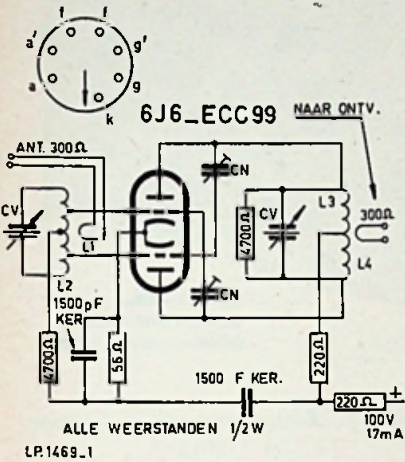 f f
a' g'
a g
k
6J6_ECC99
NAAR ONTV.
ANT. 300Ω
CN
CV
L1
L2
4700Ω
CV
L3
300Ω
L4
CN
1500pF
KER.
4700Ω
56Ω
220Ω
1500 F KER.
220Ω
+
100V
17mA
ALLE WEERSTANDEN 1/2W
LP.1469_1